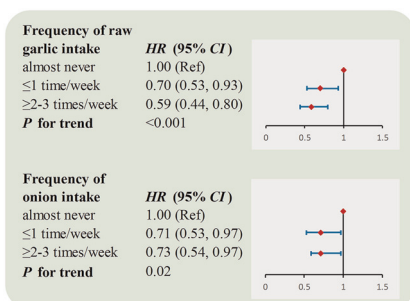 Frequency of raw
garlic intake HR (95% CI)
almost never 1.00 (Ref)
≤1 time/week 0.70 (0.53, 0.93)
≥2-3 times/week 0.59 (0.44, 0.80)
P for trend <0.001
0 0.5 1 1.5
Frequency of
onion intake HR (95% CI)
almost never 1.00 (Ref)
≤1 time/week 0.71 (0.53, 0.97)
≥2-3 times/week 0.73 (0.54, 0.97)
P for trend 0.02
0 0.5 1 1.5